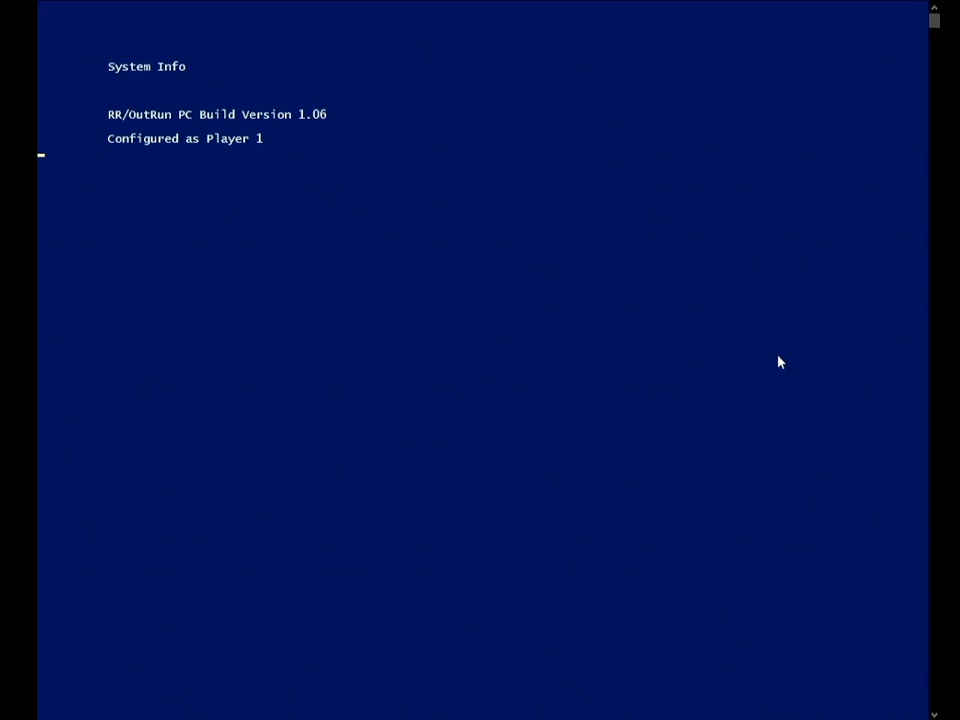 System Info
RR/OutRun PC Build Version 1.06
Configured as Player 1